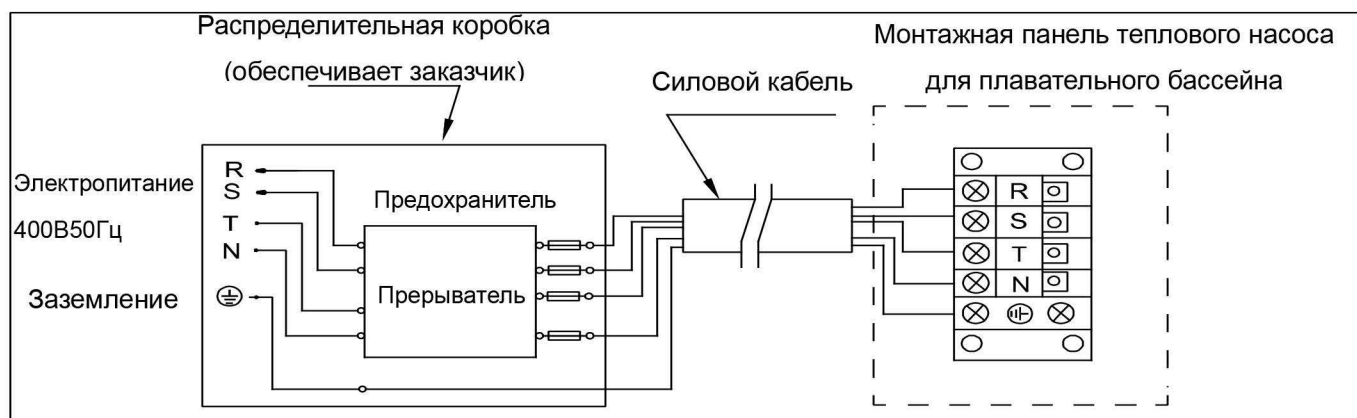 Распределительная коробка
(обеспечивает заказчик)
Силовой кабель
Монтажная панель теплового насоса
для плавательного бассейна
Электропитание
400В50Гц
Заземление
R
S
T
N
Предохранитель
Прерыватель
R
S
T
N